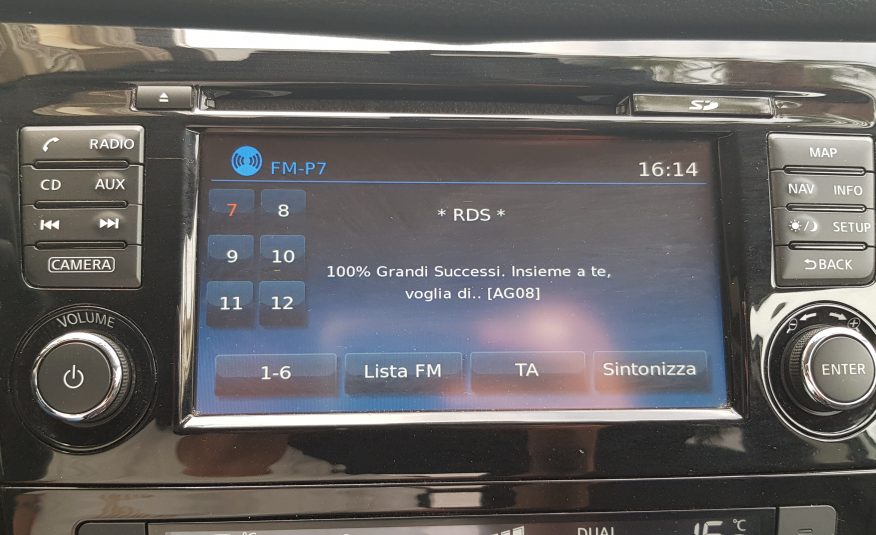 SD
RADIO
CD AUX
CAMERA
VOLUME
FM-P7 16:14
7 8
9 10
11 12
* RDS *
100% Grandi Successi. Insieme a te,
voglia di.. [AG08]
1-6 Lista FM TA Sintonizza
MAP
NAV INFO
SETUP
BACK
ENTER
°C DUAL 16 °C